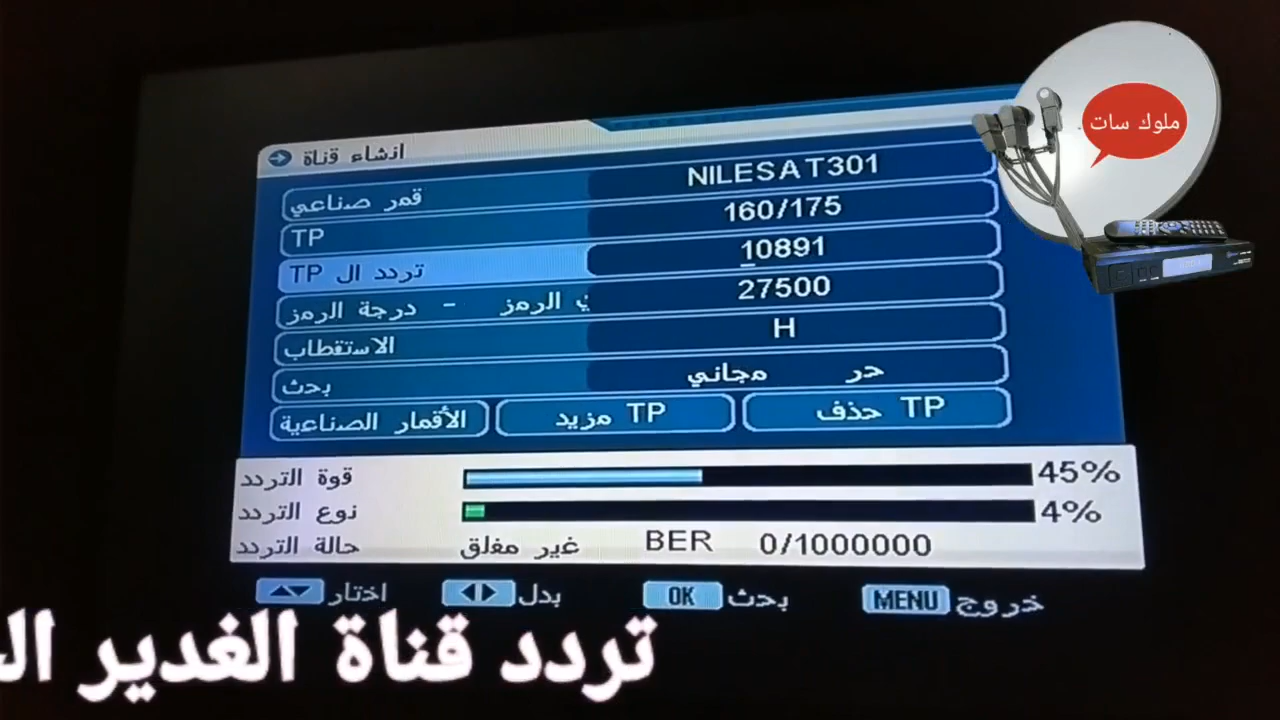 ملوك سات
انشاء قناة
قمر صناعي NILESAT301
TP 160/175
تردد ال TP 10891
درجة الرمز - ي الرمز 27500
الاستقطاب H
بحث حر مجاني
الأقمار الصناعية مزيد TP حذف TP
قوة التردد 45%
نوع التردد 4%
حالة التردد غير مغلق BER 0/1000000
اختار بدل OK بحث MENU خروج
تردد قناة الغدير